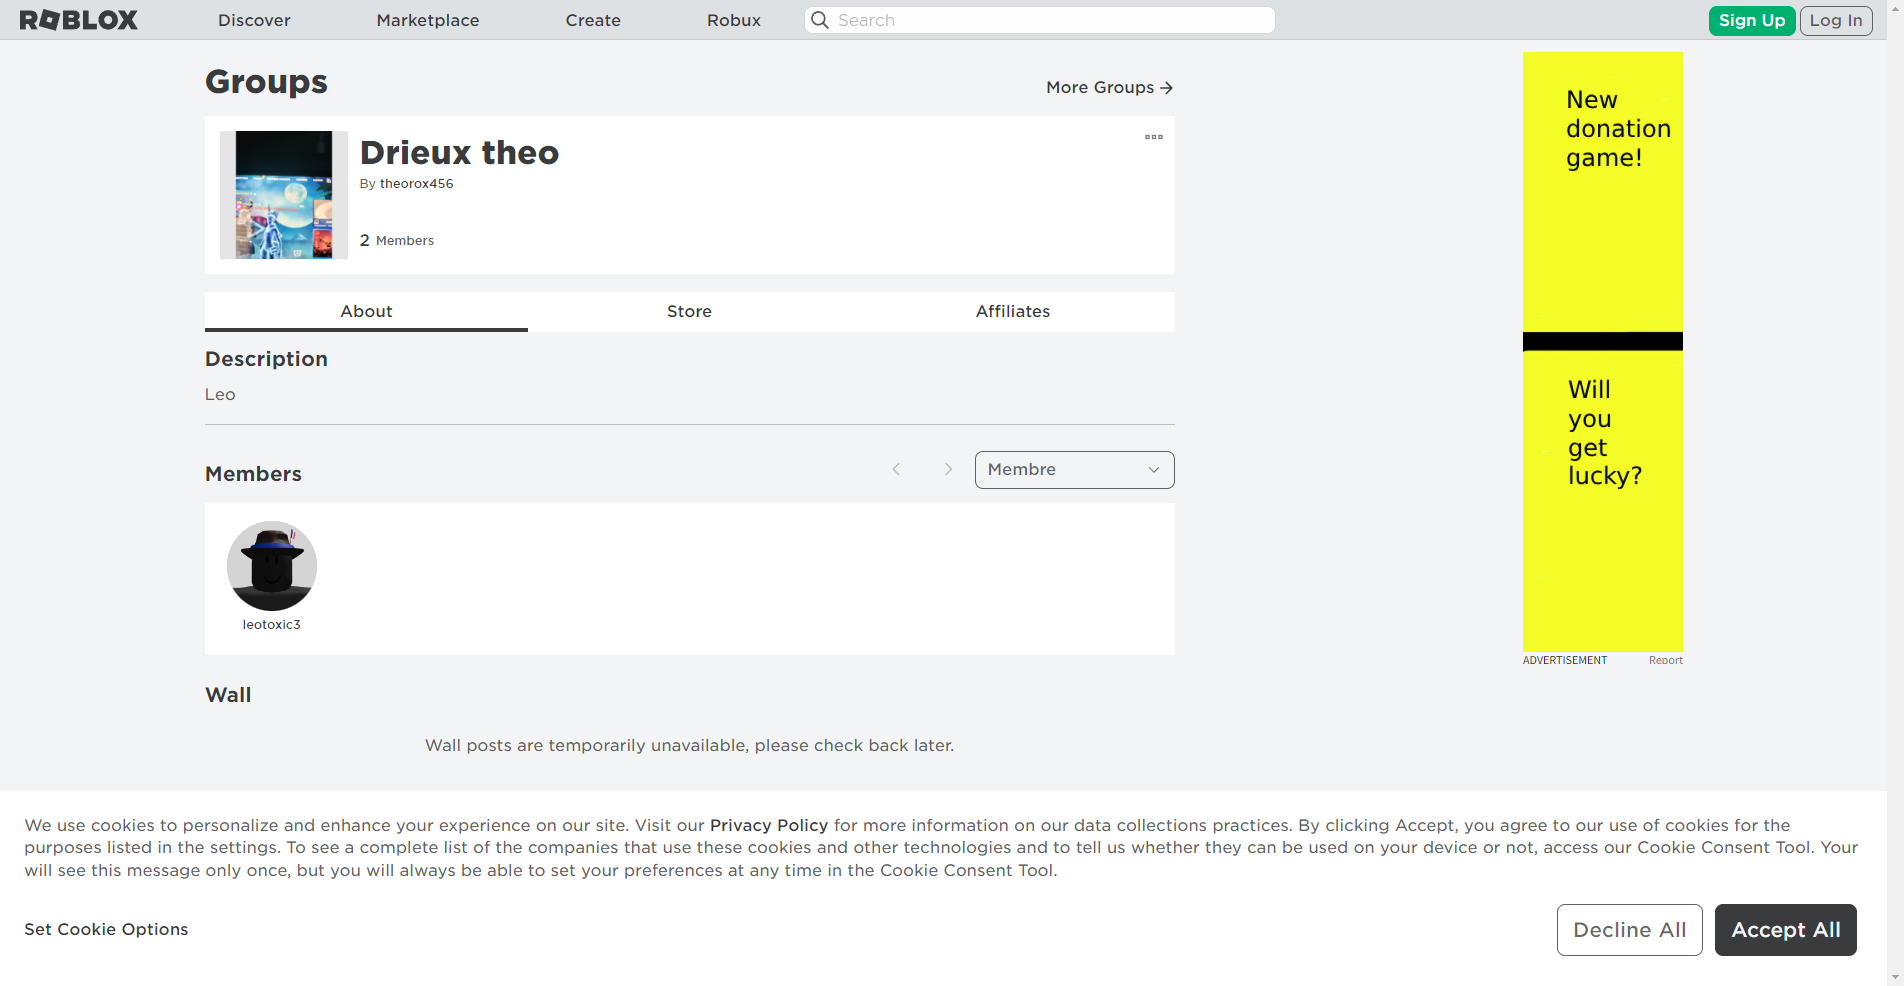 ROBLOX
Discover
Marketplace
Create
Robux
Search
Sign Up
Log In
Groups
More Groups
Drieux theo
By theorox456
2 Members
About
Store
Affiliates
Description
Leo
Members
Membre
leotoxic3
Wall
Wall posts are temporarily unavailable, please check back later.
New
donation
game!
Will
you
get
lucky?
ADVERTISEMENT
Report
We use cookies to personalize and enhance your experience on our site. Visit our Privacy Policy for more information on our data collections practices. By clicking Accept, you agree to our use of cookies for the
purposes listed in the settings. To see a complete list of the companies that use these cookies and other technologies and to tell us whether they can be used on your device or not, access our Cookie Consent Tool. Your
will see this message only once, but you will always be able to set your preferences at any time in the Cookie Consent Tool.
Set Cookie Options
Decline All
Accept All